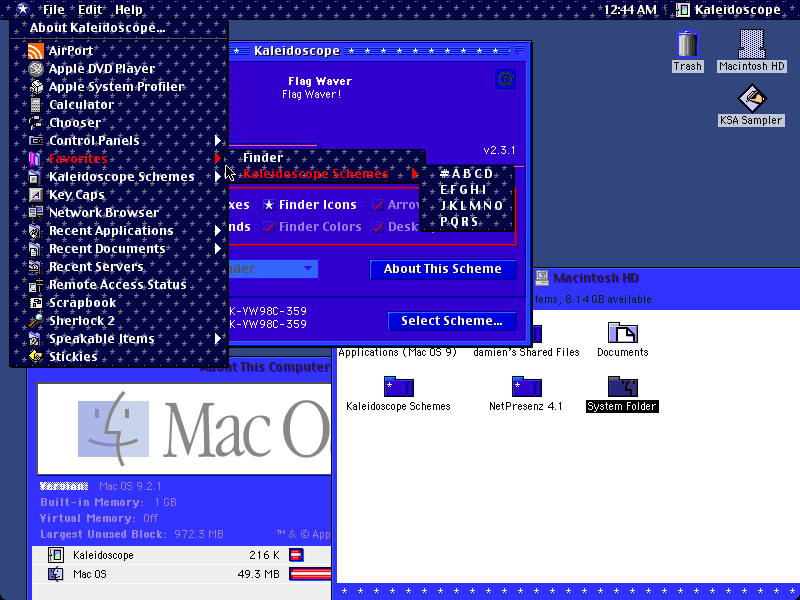 File Edit Help
12:44 AM
Kaleidoscope
About Kaleidoscope...
AirPort
Apple DVD Player
Apple System Profiler
Calculator
Chooser
Control Panels
Favorites
Kaleidoscope Schemes
Key Caps
Network Browser
Recent Applications
Recent Documents
Recent Servers
Remote Access Status
Scrapbook
Sherlock 2
Speakable Items
Stickies
Finder
Kaleidoscope Schemes
#ABCD
EFGHI
JKLMNO
PQRS
Kaleidoscope
Flag Waver
Flag Waver!
v2.3.1
Finder Icons
Finder Colors
About This Scheme
K-VW98C-359
K-VW98C-359
Select Scheme...
Trash
Macintosh HD
KSA Sampler
Macintosh HD
8.14 GB available
Applications (Mac OS 9)
damien's Shared Files
Documents
Kaleidoscope Schemes
NetPresenz 4.1
System Folder
About This Computer
Mac O
Version: Mac OS 9.2.1
Built-in Memory: 1 GB
Virtual Memory: Off
Largest Unused Block: 972.3 MB
™ & © App
Kaleidoscope 216 K
Mac OS 49.3 MB